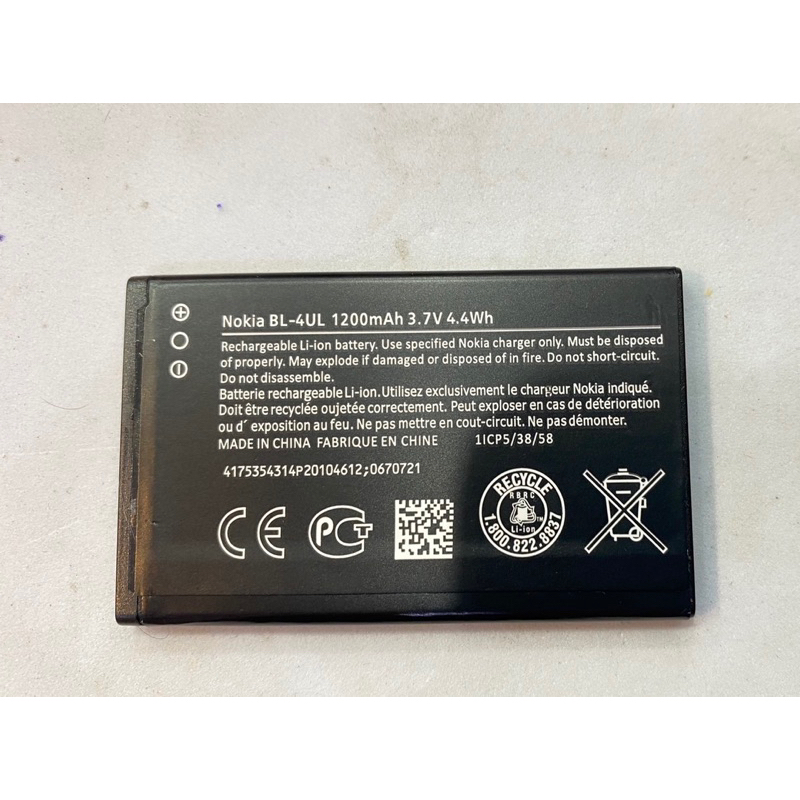 Nokia BL-4UL 1200mAh 3.7V 4.4Wh
Rechargeable Li-ion battery. Use specified Nokia charger only. Must be disposed
of properly. May explode if damaged or disposed of in fire. Do not short-circuit.
Do not disassemble.
Batterie rechargeable Li-ion. Utilisez exclusivement le chargeur Nokia indiqué.
Doit être recyclée oujetée correctement. Peut exploser en cas de détérioration
ou d´ exposition au feu. Ne pas mettre en cout-circuit. Ne pas démonter.
MADE IN CHINA FABRIQUE EN CHINE 1ICP5/38/58
4175354314P20104612;0670721
CE
РСТ
RECYCLE
RBRC
TM
Li-ion
1.800.822.8837